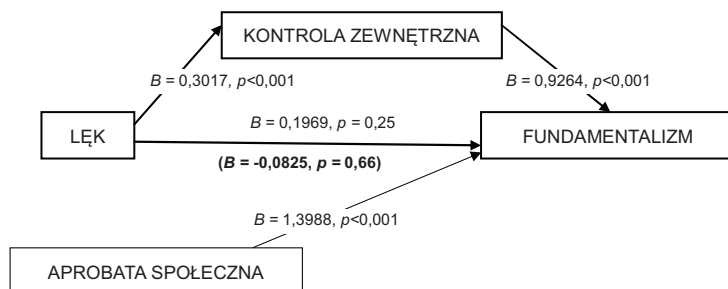 KONTROLA ZEWNĘTRZNA
B = 0,3017, p<0,001
B = 0,9264, p<0,001
LĘK
B = 0,1969, p = 0,25
FUNDAMENTALIZM
(B = -0,0825, p = 0,66)
B = 1,3988, p<0,001
APROBATA SPOŁECZNA